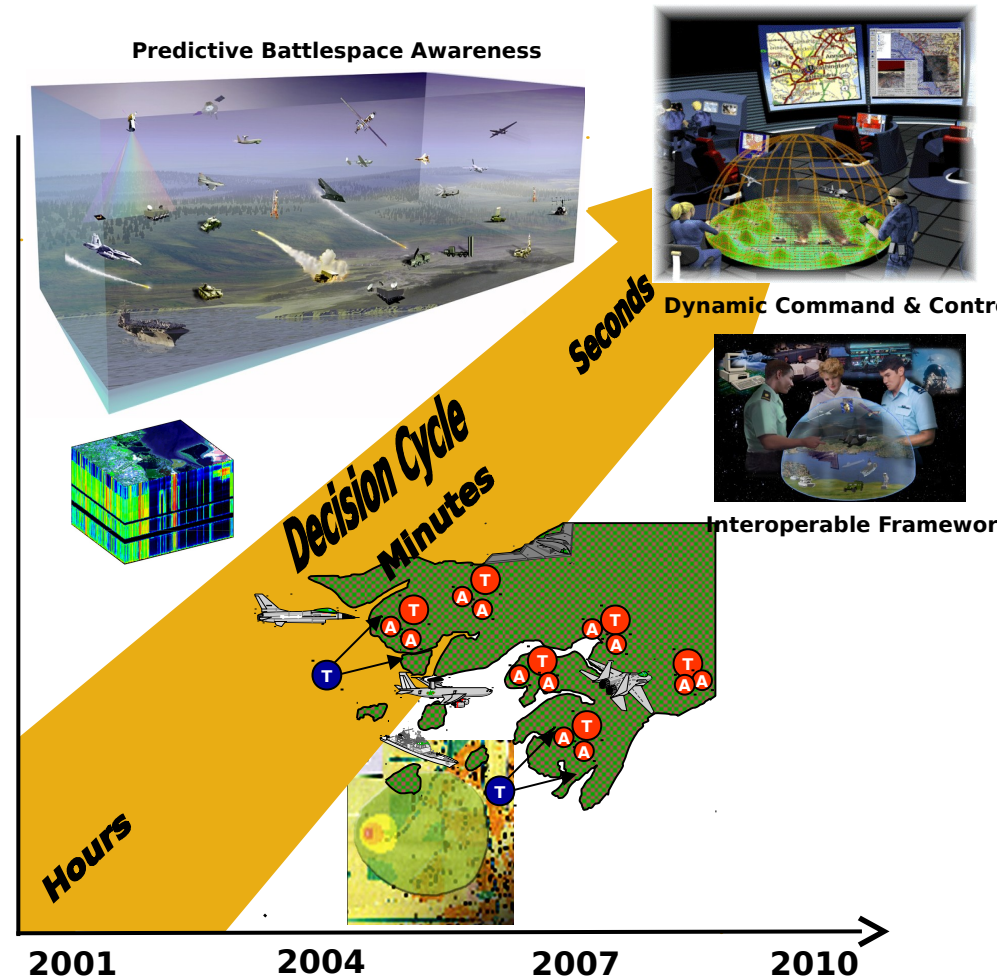 Predictive Battlespace Awareness
Dynamic Command & Contro
Seconds
Decision Cycle
Minutes
Interoperable Framewor
T
A
A
T
A
A
T
A
A
T
A
A
T
A
A
T
A
A
T
T
Hours
2001
2004
2007
2010